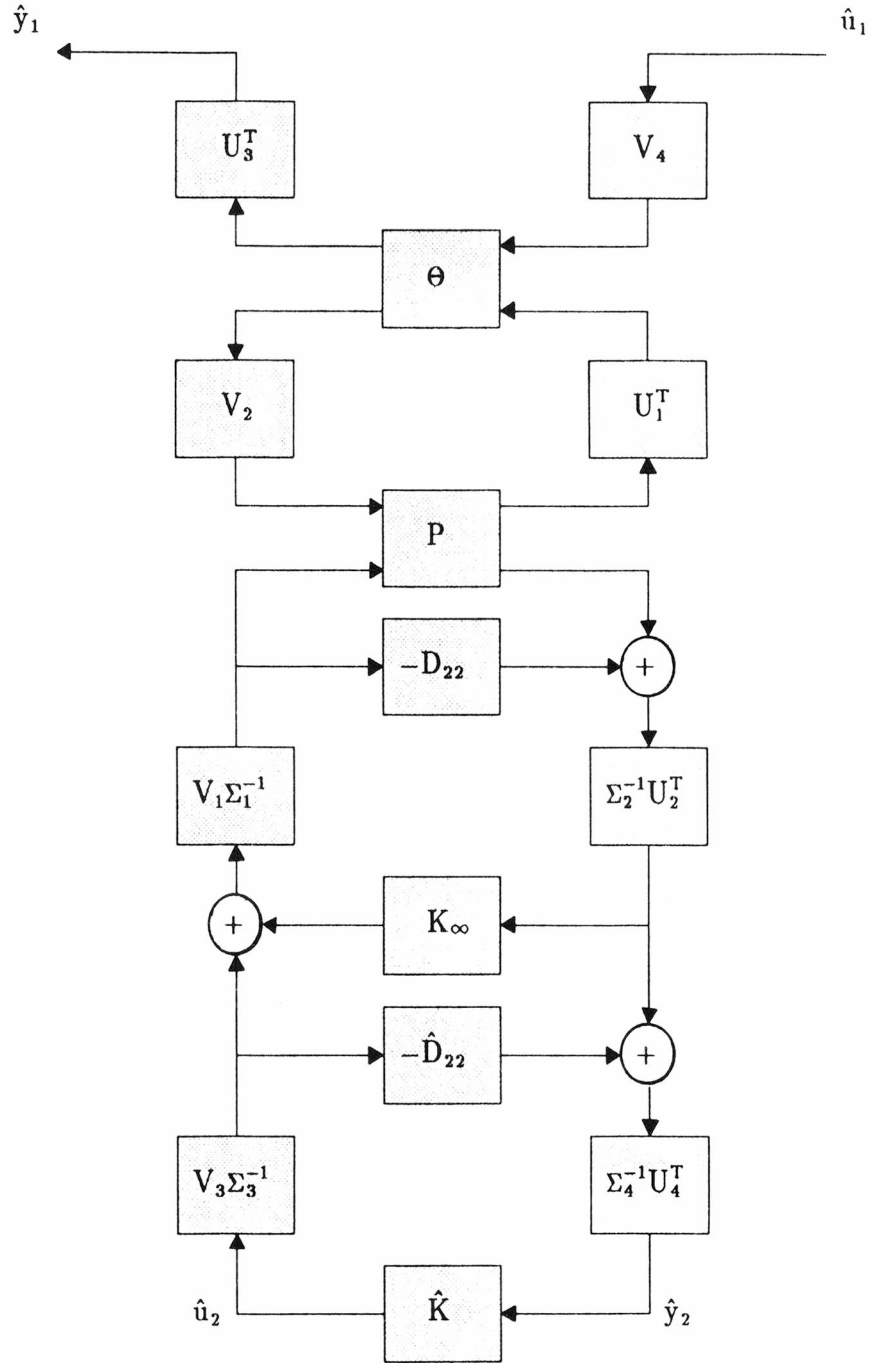 ŷ₁ û₁
U₃ᵀ V₄
Θ
V₂ U₁ᵀ
P
−D₂₂ +
V₁Σ₁⁻¹ Σ₂⁻¹U₂ᵀ
+ K∞
−D̂₂₂ +
V₃Σ₃⁻¹ Σ₄⁻¹U₄ᵀ
û₂ K̂ ŷ₂